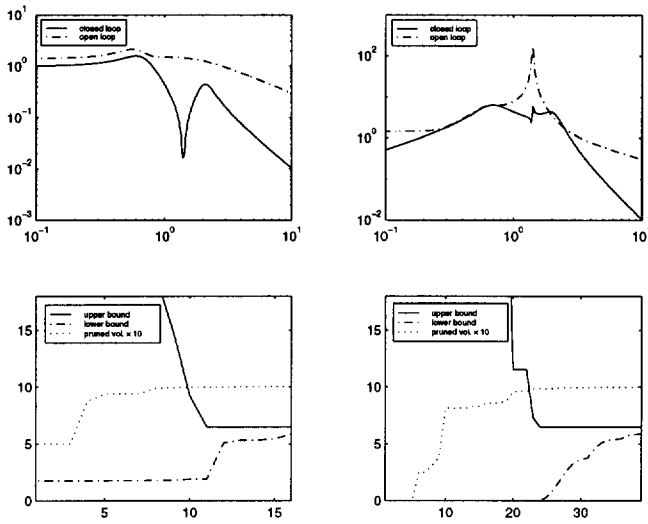 10²
closed loop
open loop
10¹
10⁰
10⁻¹
10⁻²
10⁻³
10⁻¹
10⁰
10¹
closed loop
open loop
10²
10⁰
10⁻²
10⁻¹
10⁰
10¹
upper bound
lower bound
pruned vol. × 10
15
10
5
0
5
10
15
upper bound
lower bound
pruned vol. × 10
15
10
5
0
10
20
30